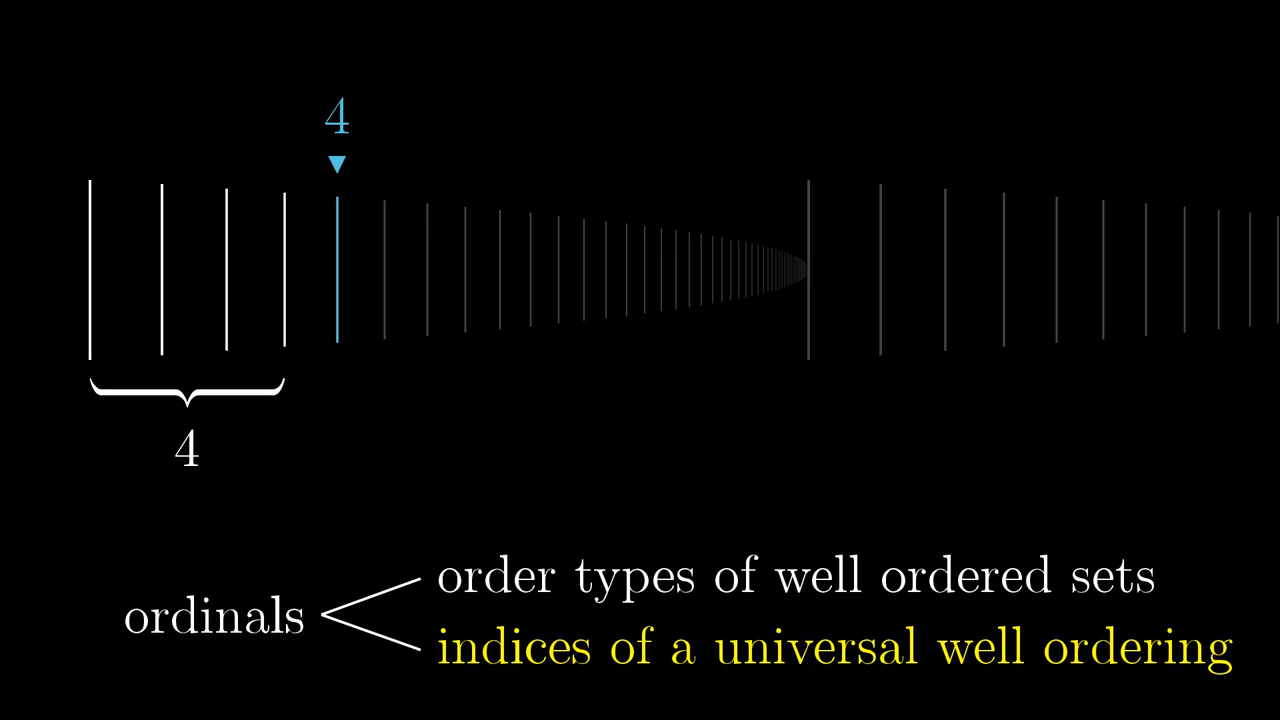 4
4
order types of well ordered sets
ordinals
indices of a universal well ordering